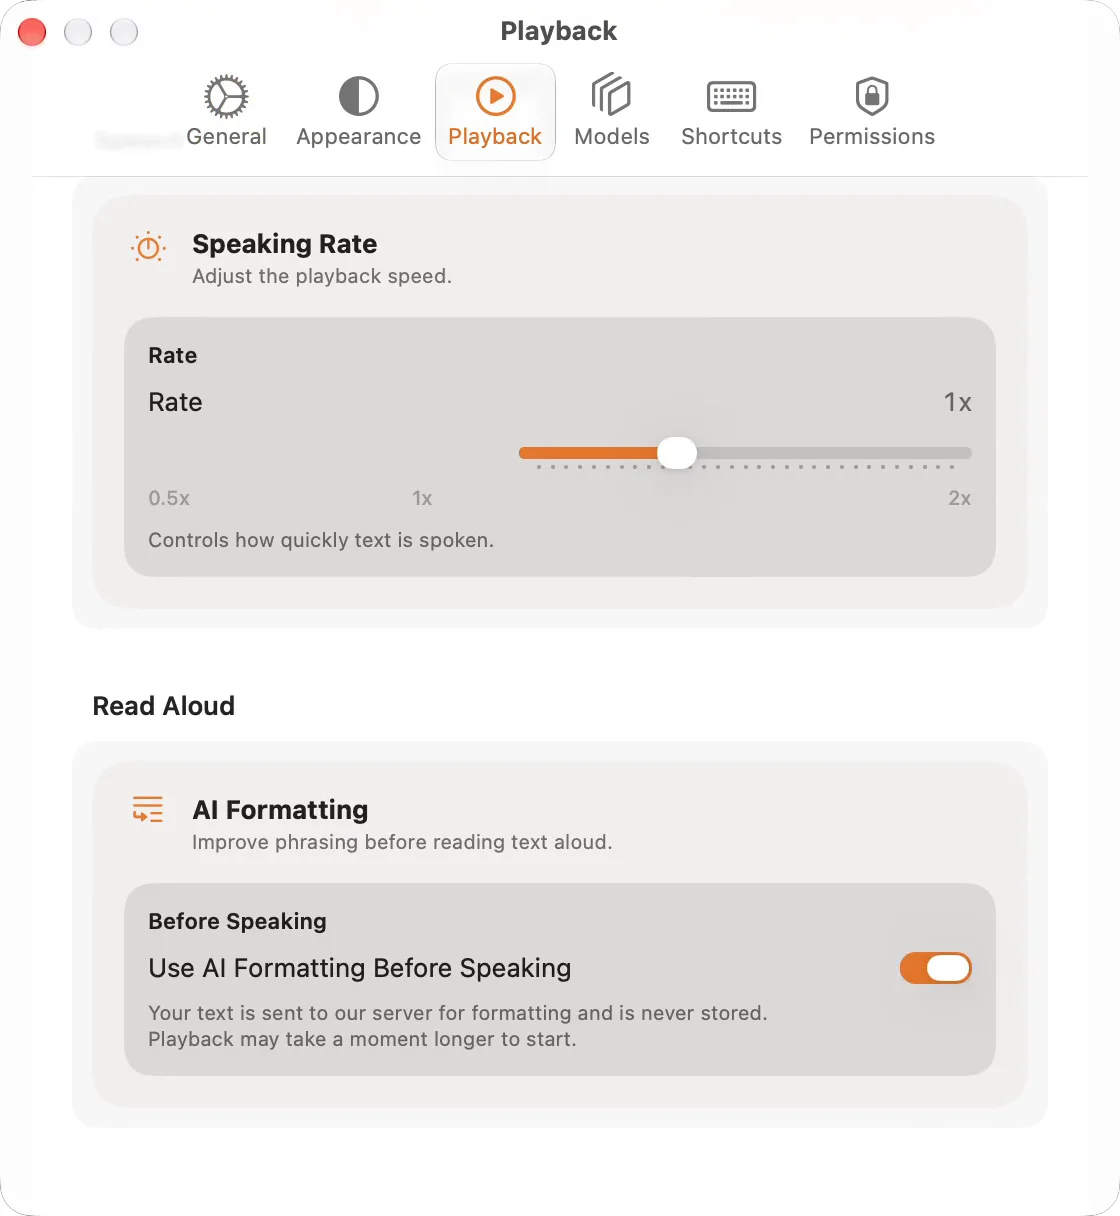 Playback
General
Appearance
Playback
Models
Shortcuts
Permissions
Speaking Rate
Adjust the playback speed.
Rate
Rate
1x
0.5x
1x
2x
Controls how quickly text is spoken.
Read Aloud
AI Formatting
Improve phrasing before reading text aloud.
Before Speaking
Use AI Formatting Before Speaking
Your text is sent to our server for formatting and is never stored.
Playback may take a moment longer to start.